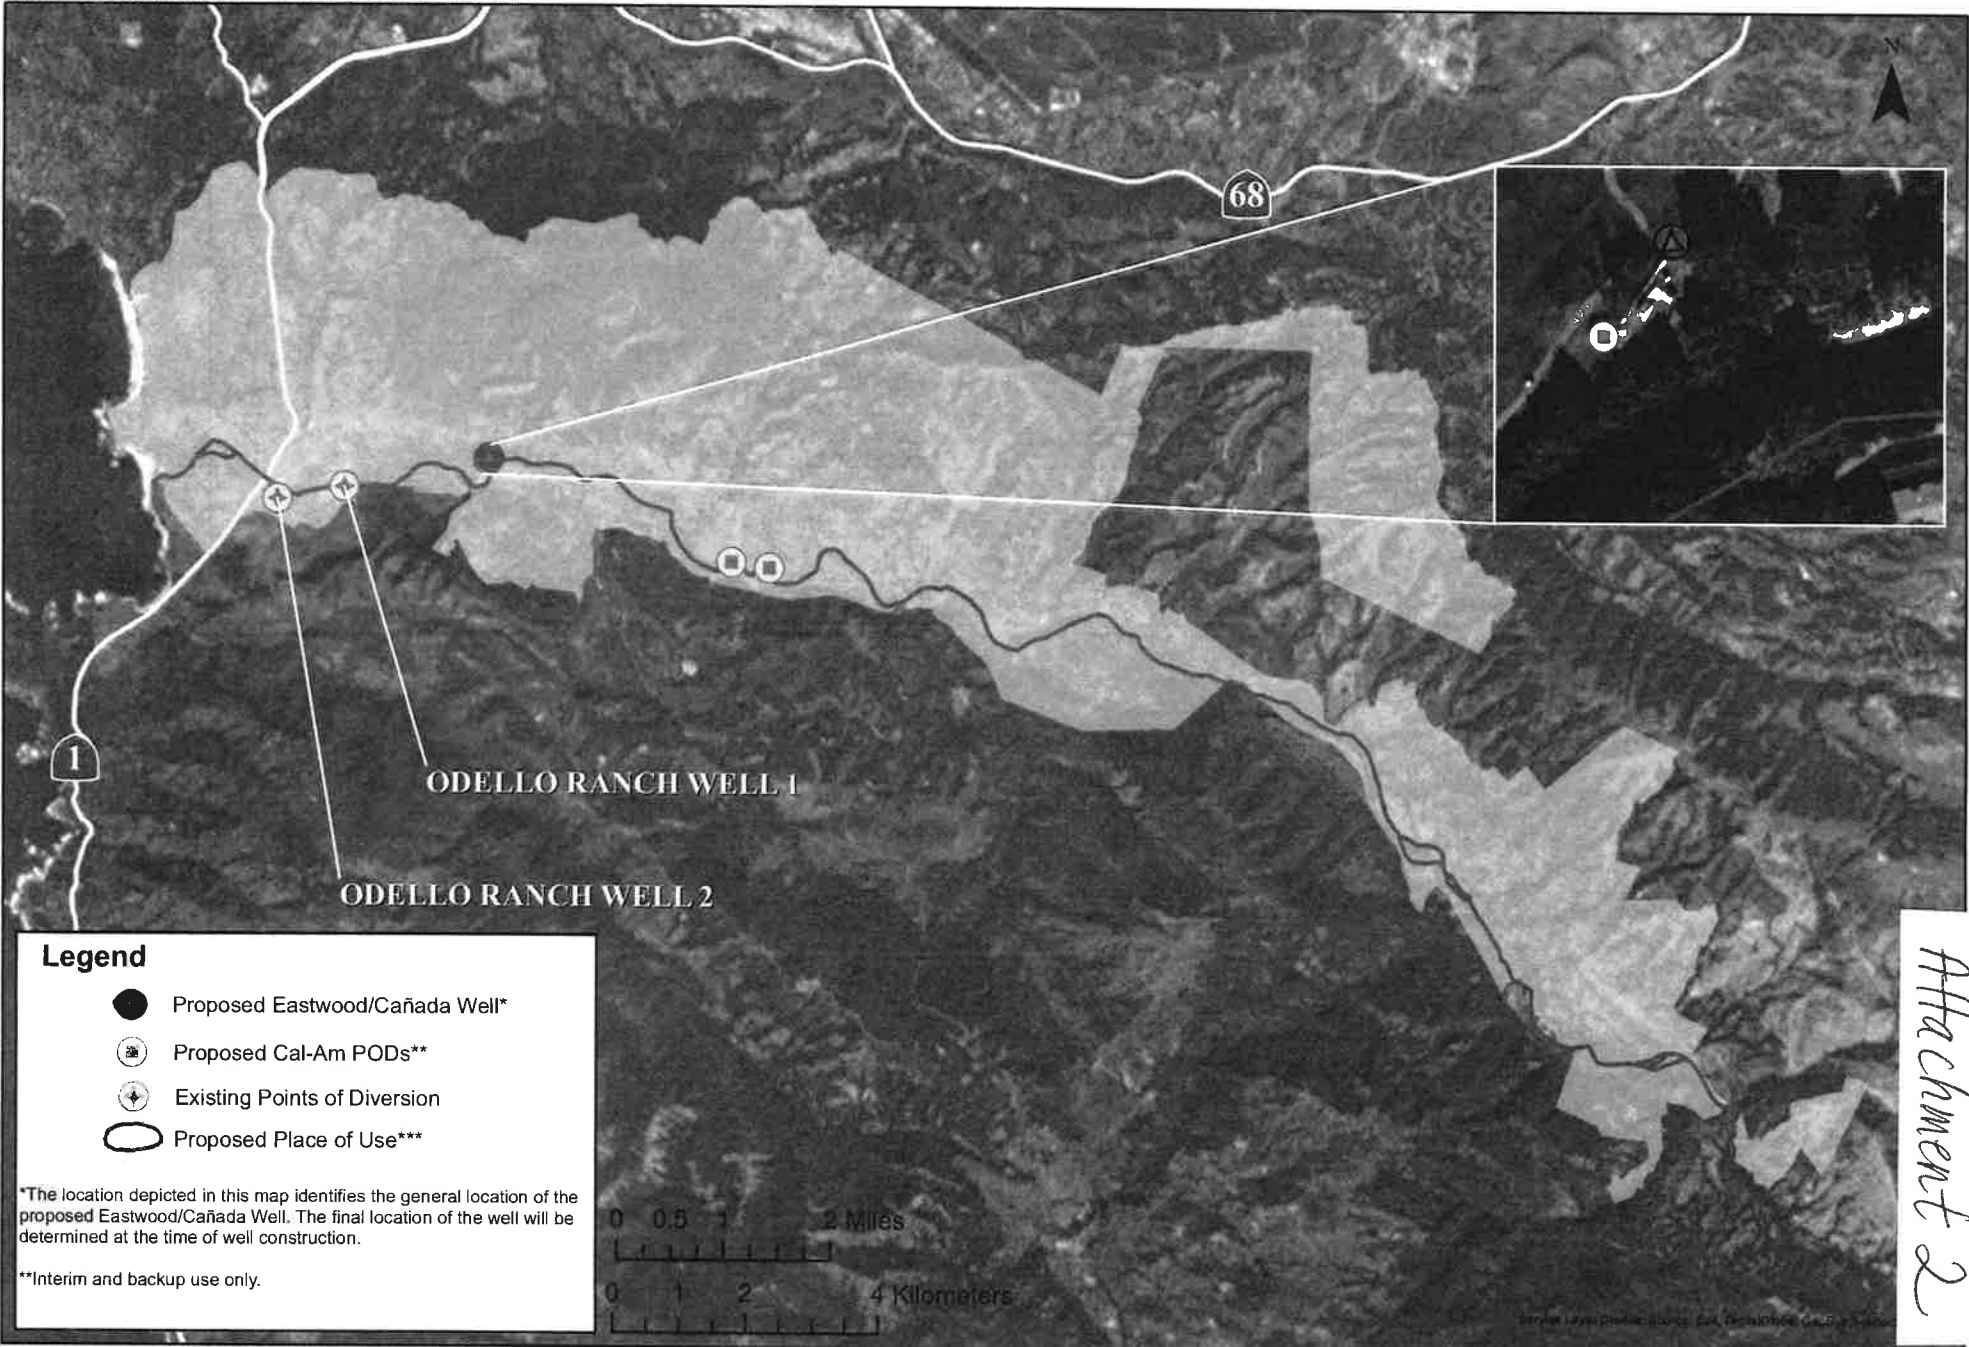 N
68
1
ODELLO RANCH WELL 1
ODELLO RANCH WELL 2
Legend
Proposed Eastwood/Cañada Well*
Proposed Cal-Am PODs**
Existing Points of Diversion
Proposed Place of Use***
*The location depicted in this map identifies the general location of the
proposed Eastwood/Cañada Well. The final location of the well will be
determined at the time of well construction.
**Interim and backup use only.
0 0.5 1 2 Miles
0 1 2 4 Kilometers
Attachment 2